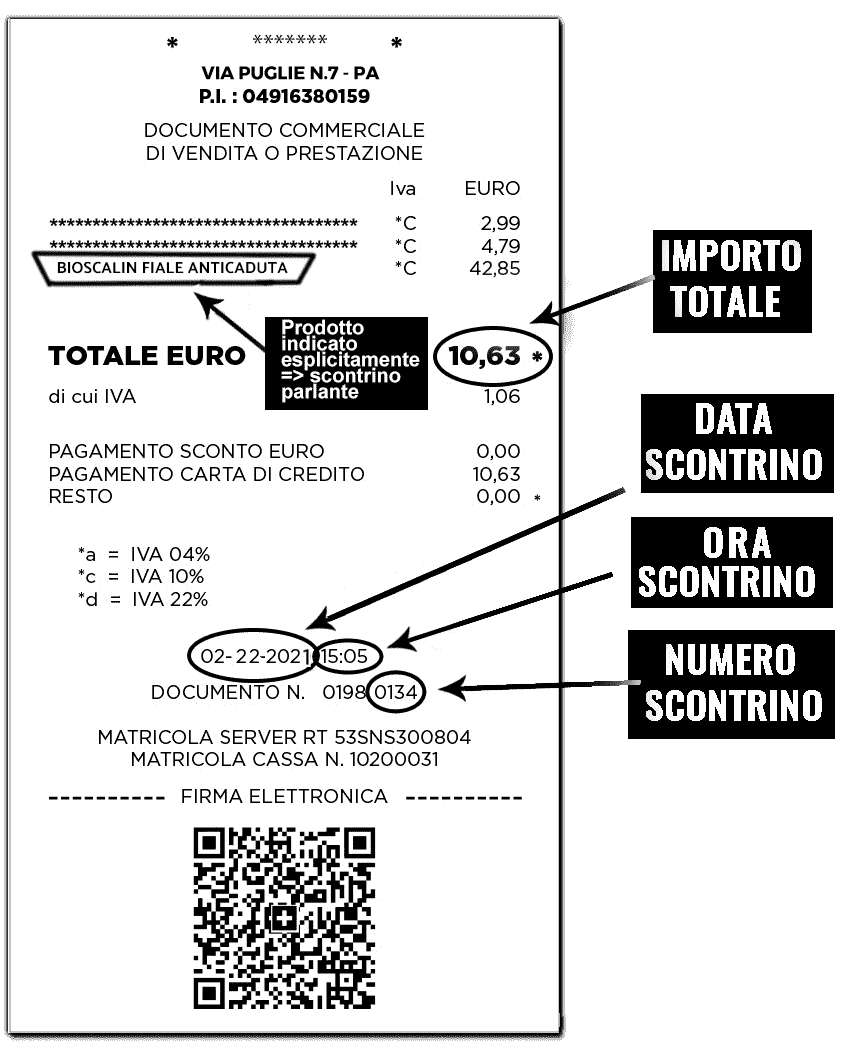 * ******* *
VIA PUGLIE N.7 - PA
P.I. : 04916380159
DOCUMENTO COMMERCIALE
DI VENDITA O PRESTAZIONE
Iva EURO
********************************** *C 2,99
********************************** *C 4,79
BIOSCALIN FIALE ANTICADUTA *C 42,85
IMPORTO
TOTALE
Prodotto
indicato
esplicitamente
=> scontrino
parlante
TOTALE EURO 10,63 *
di cui IVA 1,06
DATA
SCONTRINO
PAGAMENTO SCONTO EURO 0,00
PAGAMENTO CARTA DI CREDITO 10,63
RESTO 0,00 *
ORA
SCONTRINO
*a = IVA 04%
*c = IVA 10%
*d = IVA 22%
NUMERO
SCONTRINO
02-22-2021 15:05
DOCUMENTO N. 0198 0134
MATRICOLA SERVER RT 53SNS300804
MATRICOLA CASSA N. 10200031
---------- FIRMA ELETTRONICA ----------